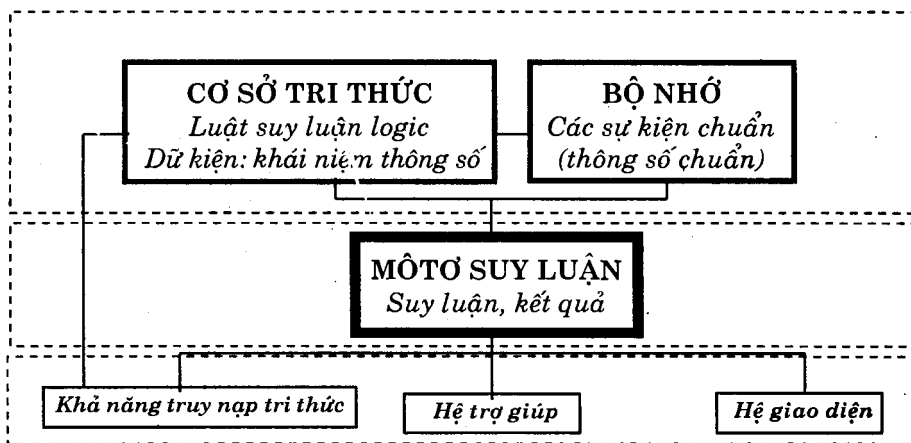 CƠ SỞ TRI THỨC
Luật suy luận logic
Dữ kiện: khái niệm thông số
BỘ NHỚ
Các sự kiện chuẩn
(thông số chuẩn)
MÔTƠ SUY LUẬN
Suy luận, kết quả
Khả năng truy nạp tri thức
Hệ trợ giúp
Hệ giao diện